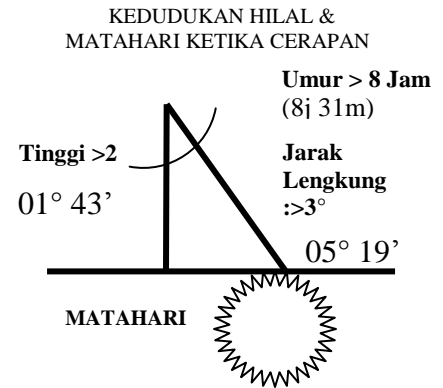 KEDUDUKAN HILAL &
MATAHARI KETIKA CERAPAN
Umur > 8 Jam
(8j 31m)
Tinggi >2
01° 43’
Jarak
Lengkung
:>3°
05° 19’
MATAHARI